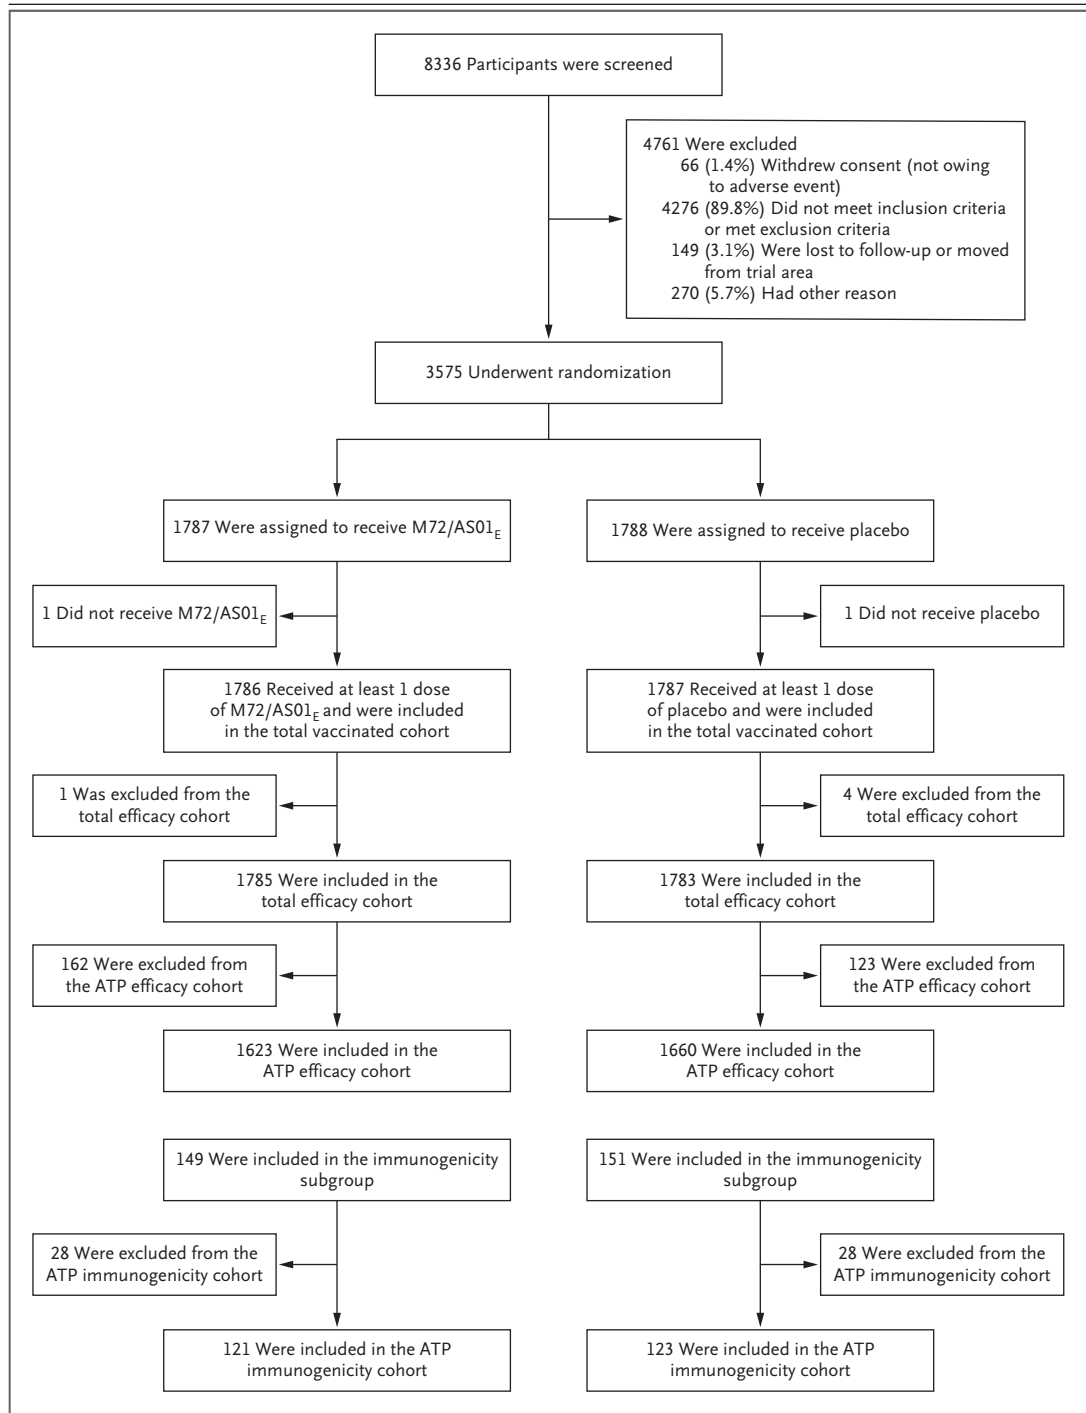 8336 Participants were screened
4761 Were excluded
66 (1.4%) Withdrew consent (not owing
to adverse event)
4276 (89.8%) Did not meet inclusion criteria
or met exclusion criteria
149 (3.1%) Were lost to follow-up or moved
from trial area
270 (5.7%) Had other reason
3575 Underwent randomization
1787 Were assigned to receive M72/AS01E
1788 Were assigned to receive placebo
1 Did not receive M72/AS01E
1 Did not receive placebo
1786 Received at least 1 dose
of M72/AS01E and were included
in the total vaccinated cohort
1787 Received at least 1 dose
of placebo and were included
in the total vaccinated cohort
1 Was excluded from the
total efficacy cohort
4 Were excluded from the
total efficacy cohort
1785 Were included in the
total efficacy cohort
1783 Were included in the
total efficacy cohort
162 Were excluded from
the ATP efficacy cohort
123 Were excluded from
the ATP efficacy cohort
1623 Were included in the
ATP efficacy cohort
1660 Were included in the
ATP efficacy cohort
149 Were included in the immunogenicity
subgroup
151 Were included in the immunogenicity
subgroup
28 Were excluded from the
ATP immunogenicity cohort
28 Were excluded from the
ATP immunogenicity cohort
121 Were included in the ATP
immunogenicity cohort
123 Were included in the ATP
immunogenicity cohort